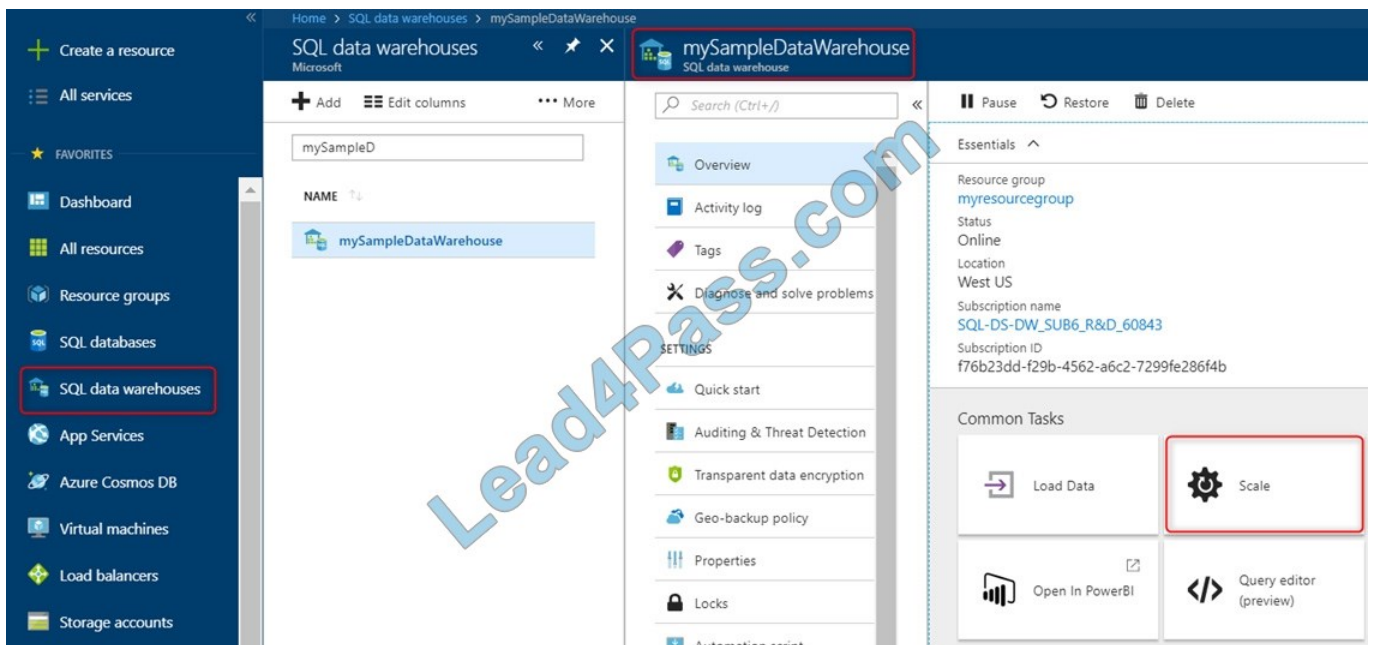 «
Home > SQL data warehouses > mySampleDataWarehouse
Create a resource
All services
FAVORITES
Dashboard
All resources
Resource groups
SQL databases
SQL data warehouses
App Services
Azure Cosmos DB
Virtual machines
Load balancers
Storage accounts
SQL data warehouses
Microsoft
Add Edit columns ••• More
mySampleD
NAME
mySampleDataWarehouse
mySampleDataWarehouse
SQL data warehouse
Search (Ctrl+/)
Overview
Activity log
Tags
Diagnose and solve problems
SETTINGS
Quick start
Auditing & Threat Detection
Transparent data encryption
Geo-backup policy
Properties
Locks
Automation script
Pause Restore Delete
Essentials
Resource group
myresourcegroup
Status
Online
Location
West US
Subscription name
SQL-DS-DW_SUB6_R&D_60843
Subscription ID
f76b23dd-f29b-4562-a6c2-7299fe286f4b
Common Tasks
Load Data
Scale
Open In PowerBI
Query editor
(preview)
Lead4Pass.com